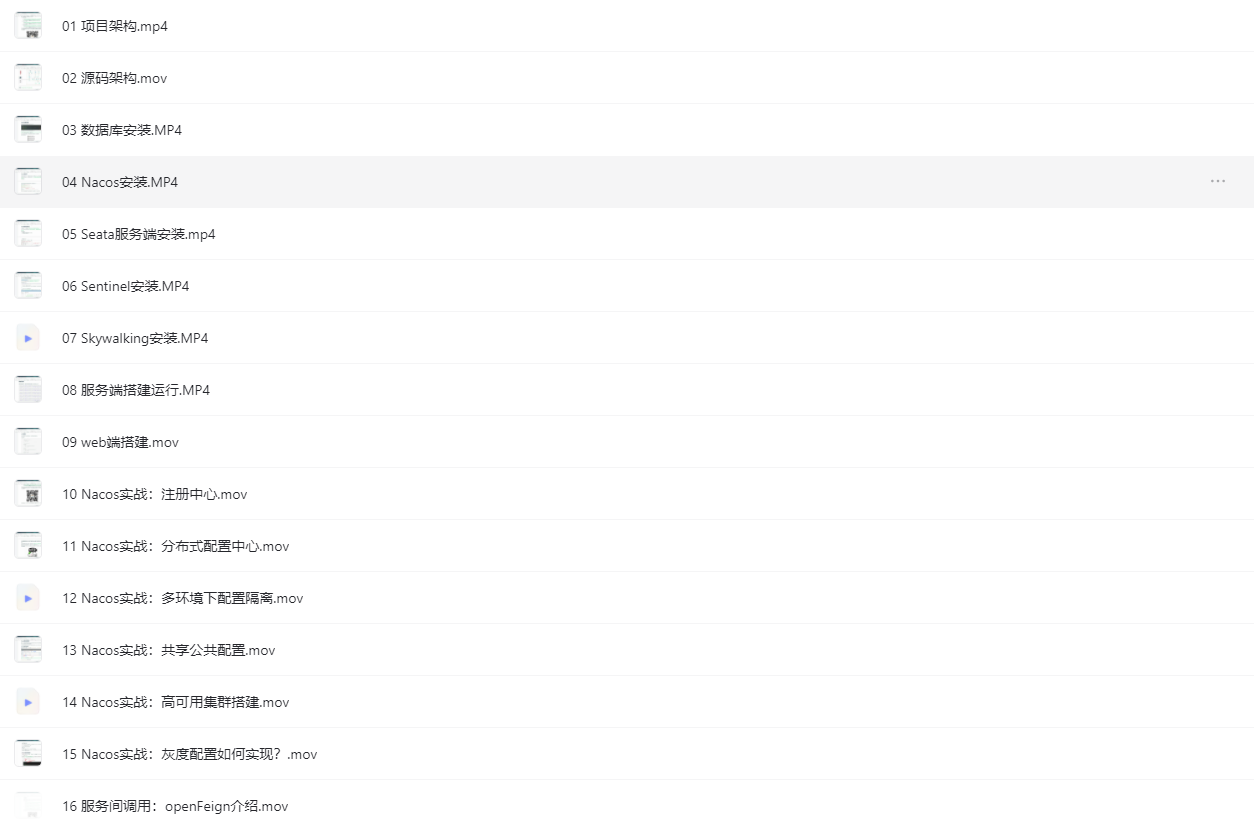 01 项目架构.mp4
02 源码架构.mov
03 数据库安装.MP4
04 Nacos安装.MP4
05 Seata服务端安装.mp4
06 Sentinel安装.MP4
07 Skywalking安装.MP4
08 服务端搭建运行.MP4
09 web端搭建.mov
10 Nacos实战：注册中心.mov
11 Nacos实战：分布式配置中心.mov
12 Nacos实战：多环境下配置隔离.mov
13 Nacos实战：共享公共配置.mov
14 Nacos实战：高可用集群搭建.mov
15 Nacos实战：灰度配置如何实现？.mov
16 服务间调用：openFeign介绍.mov